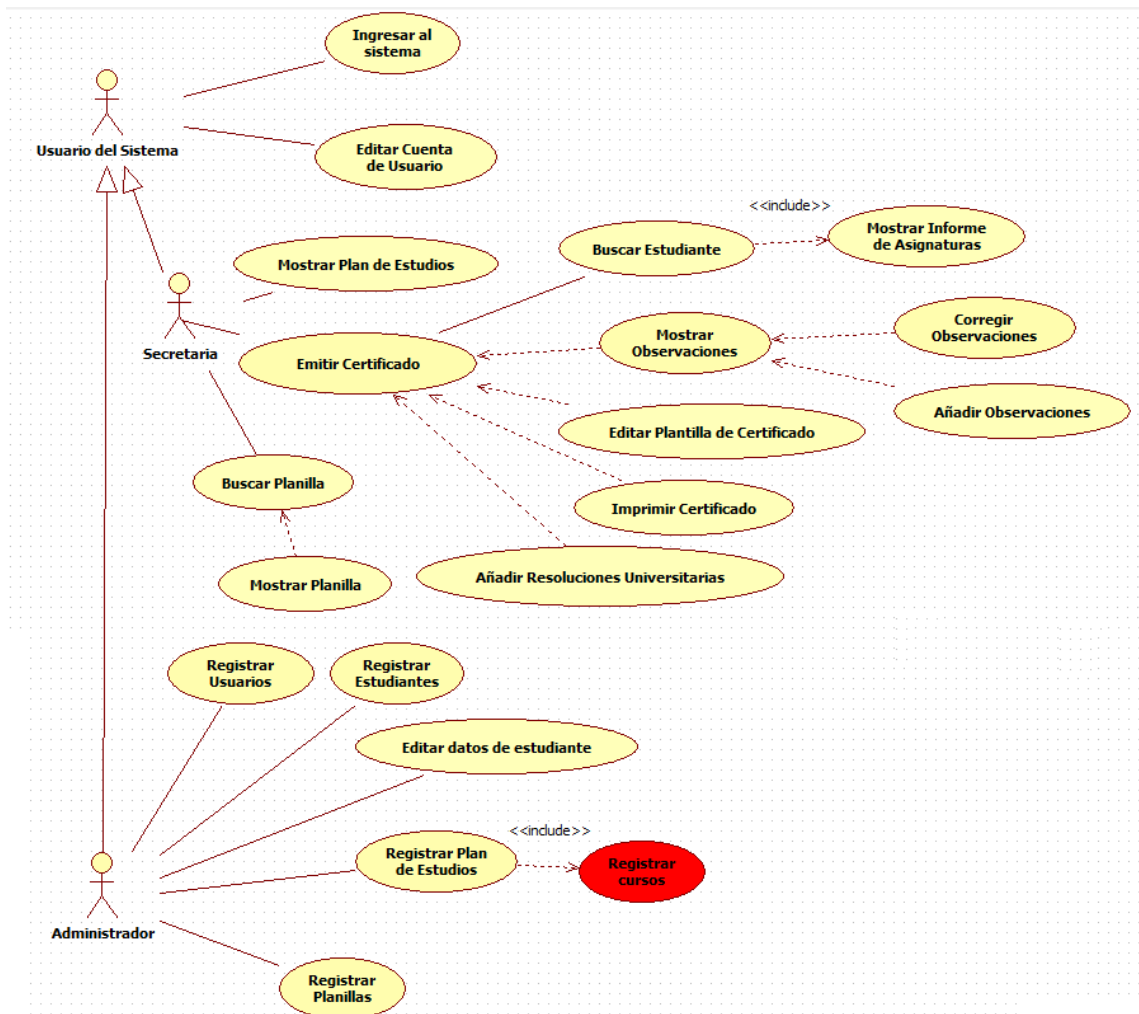 Ingresar al
sistema
Usuario del Sistema
Editar Cuenta
de Usuario
<<include>>
Mostrar Informe
de Asignaturas
Buscar Estudiante
Mostrar Plan de Estudios
Secretaria
Emitir Certificado
Mostrar
Observaciones
Corregir
Observaciones
Añadir Observaciones
Editar Plantilla de Certificado
Buscar Planilla
Imprimir Certificado
Mostrar Planilla
Añadir Resoluciones Universitarias
Registrar
Usuarios
Registrar
Estudiantes
Editar datos de estudiante
<<include>>
Registrar Plan
de Estudios
Registrar
cursos
Administrador
Registrar
Planillas